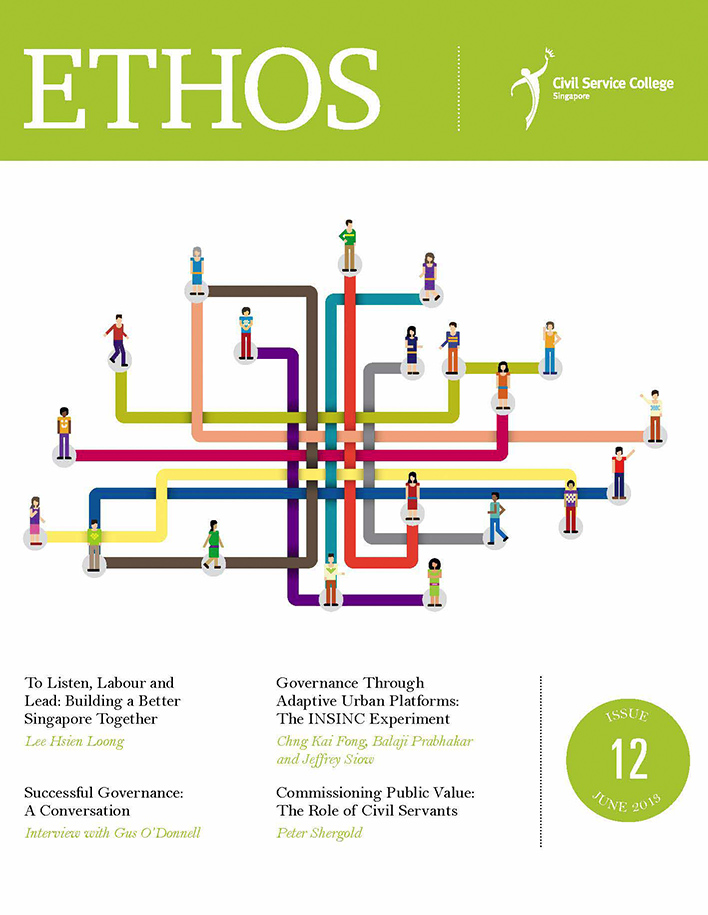 ETHOS
Civil Service College
Singapore
To Listen, Labour and
Lead: Building a Better
Singapore Together
Lee Hsien Loong
Successful Governance:
A Conversation
Interview with Gus O'Donnell
Governance Through
Adaptive Urban Platforms:
The INSINC Experiment
Chng Kai Fong, Balaji Prabhakar
and Jeffrey Siow
Commissioning Public Value:
The Role of Civil Servants
Peter Shergold
ISSUE
12
JUNE 2013